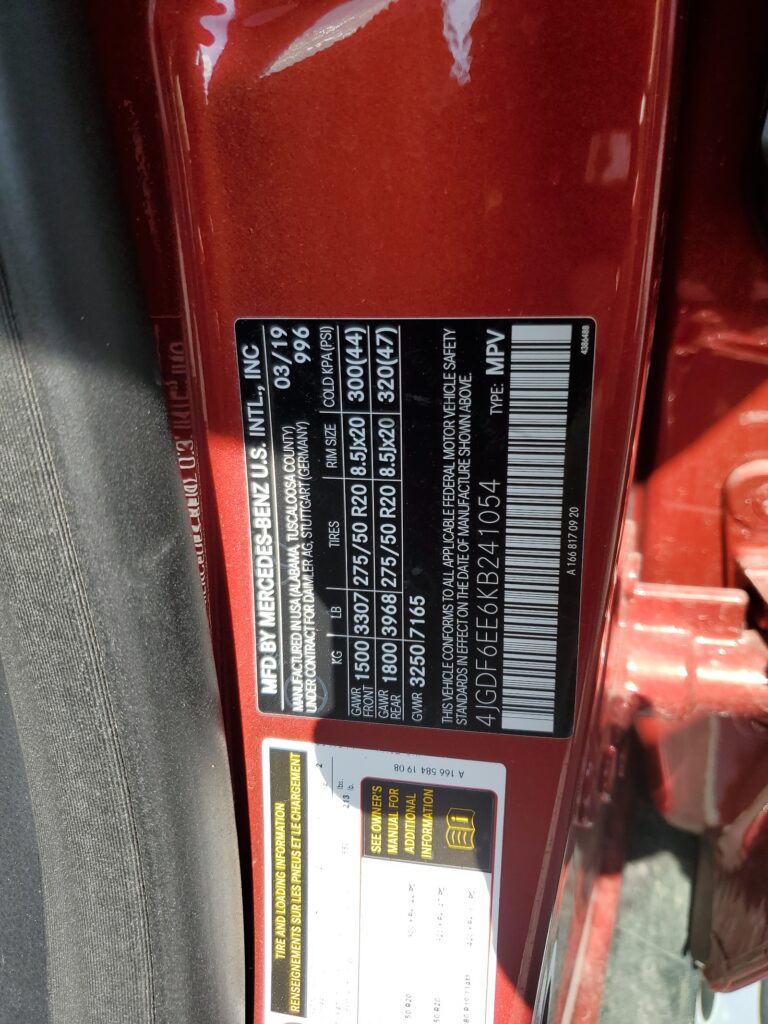 MFD BY MERCEDES-BENZ U.S. INTL., INC
MANUFACTURED IN USA (ALABAMA, TUSCALOOSA COUNTY) 03/19
UNDER CONTRACT FOR DAIMLER AG, STUTTGART (GERMANY) 996
KG LB TIRES RIM SIZE COLD KPA(PSI)
GAWR FRONT 1500 3307 275/50 R20 8.5Jx20 300(44)
GAWR REAR 1800 3968 275/50 R20 8.5Jx20 320(47)
GVWR 3250 7165
THIS VEHICLE CONFORMS TO ALL APPLICABLE FEDERAL MOTOR VEHICLE SAFETY
STANDARDS IN EFFECT ON THE DATE OF MANUFACTURE SHOWN ABOVE.
4JGDF6EE6KB241054 TYPE: MPV
A 166 817 09 20 4386488
TIRE AND LOADING INFORMATION
RENSEIGNEMENTS SUR LES PNEUS ET LE CHARGEMENT
SEE OWNER'S
MANUAL FOR
ADDITIONAL
INFORMATION
A 166 584 19 08